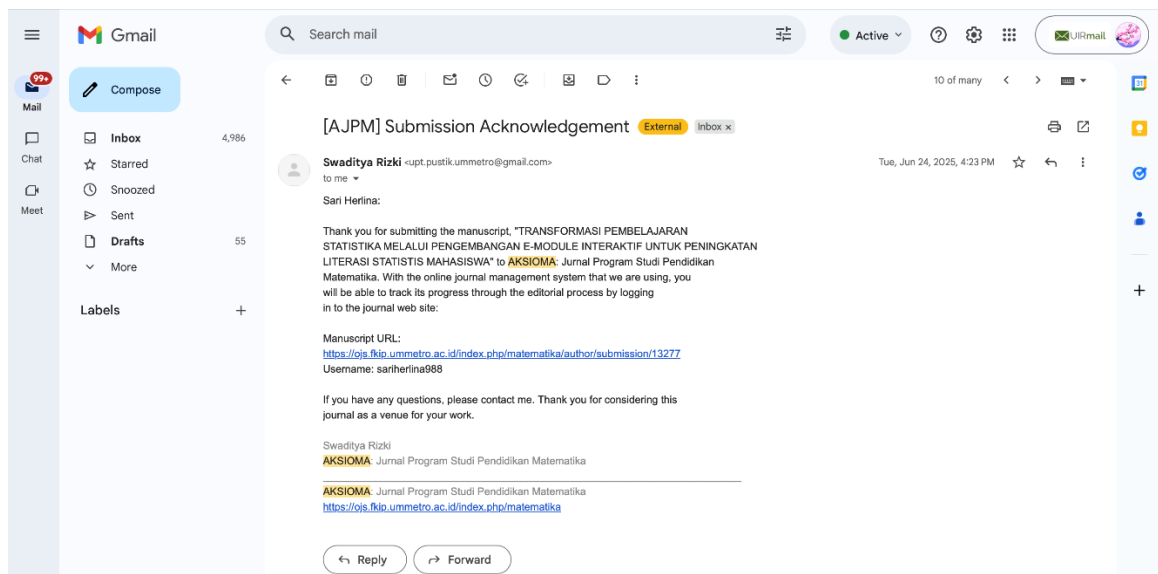 Gmail
Search mail
Active
UIRmail
99+
Mail
Compose
10 of many
31
Chat
Inbox 4,986
[AJPM] Submission Acknowledgement External Inbox ×
Starred
Swaditya Rizki <upt.pustik.ummetro@gmail.com>
Tue, Jun 24, 2025, 4:23 PM
to me
Meet
Snoozed
Sent
Drafts 55
More
Labels
Sari Herlina:
Thank you for submitting the manuscript, "TRANSFORMASI PEMBELAJARAN
STATISTIKA MELALUI PENGEMBANGAN E-MODULE INTERAKTIF UNTUK PENINGKATAN
LITERASI STATISTIS MAHASISWA" to AKSIOMA: Jurnal Program Studi Pendidikan
Matematika. With the online journal management system that we are using, you
will be able to track its progress through the editorial process by logging
in to the journal web site:
Manuscript URL:
https://ojs.fkip.ummetro.ac.id/index.php/matematika/author/submission/13277
Username: sariherlina988
If you have any questions, please contact me. Thank you for considering this
journal as a venue for your work.
Swaditya Rizki
AKSIOMA: Jurnal Program Studi Pendidikan Matematika
AKSIOMA: Jurnal Program Studi Pendidikan Matematika
https://ojs.fkip.ummetro.ac.id/index.php/matematika
Reply
Forward